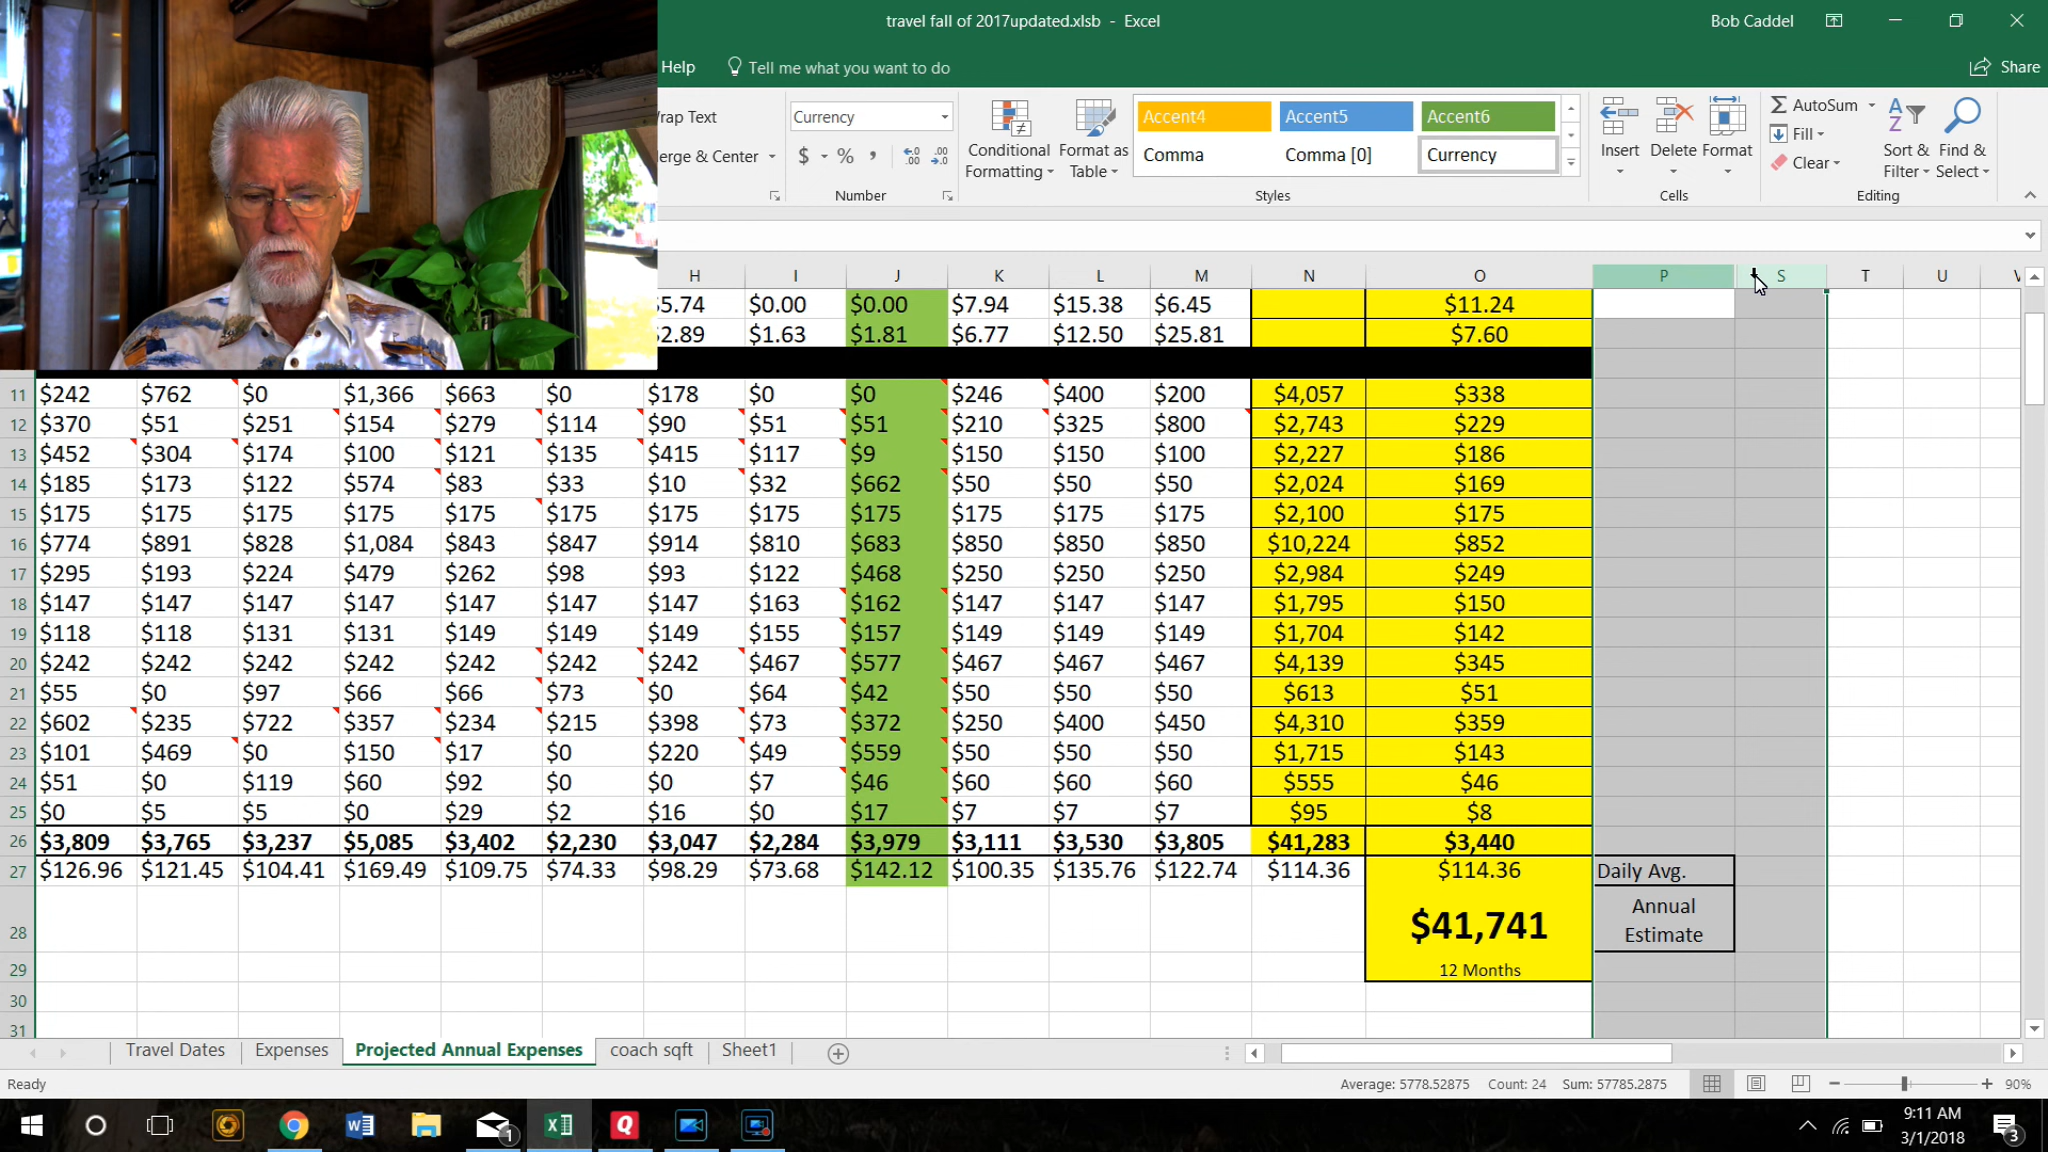 travel fall of 2017updated.xlsb - Excel
Bob Caddel
Help
Tell me what you want to do
Share
Wrap Text
Merge & Center
Currency
$ % ,
Number
Conditional Formatting
Format as Table
Accent4 Accent5 Accent6
Comma Comma [0] Currency
Styles
Insert Delete Format
Cells
AutoSum
Fill
Clear
Sort & Filter
Find & Select
Editing
H I J K L M N O P S T U
5.74 $0.00 $0.00 $7.94 $15.38 $6.45 $11.24
2.89 $1.63 $1.81 $6.77 $12.50 $25.81 $7.60
11 $242 $762 $0 $1,366 $663 $0 $178 $0 $0 $246 $400 $200 $4,057 $338
12 $370 $51 $251 $154 $279 $114 $90 $51 $51 $210 $325 $800 $2,743 $229
13 $452 $304 $174 $100 $121 $135 $415 $117 $9 $150 $150 $100 $2,227 $186
14 $185 $173 $122 $574 $83 $33 $10 $32 $662 $50 $50 $50 $2,024 $169
15 $175 $175 $175 $175 $175 $175 $175 $175 $175 $175 $175 $175 $2,100 $175
16 $774 $891 $828 $1,084 $843 $847 $914 $810 $683 $850 $850 $850 $10,224 $852
17 $295 $193 $224 $479 $262 $98 $93 $122 $468 $250 $250 $250 $2,984 $249
18 $147 $147 $147 $147 $147 $147 $147 $163 $162 $147 $147 $147 $1,795 $150
19 $118 $118 $131 $131 $149 $149 $149 $155 $157 $149 $149 $149 $1,704 $142
20 $242 $242 $242 $242 $242 $242 $242 $467 $577 $467 $467 $467 $4,139 $345
21 $55 $0 $97 $66 $66 $73 $0 $64 $42 $50 $50 $50 $613 $51
22 $602 $235 $722 $357 $234 $215 $398 $73 $372 $250 $400 $450 $4,310 $359
23 $101 $469 $0 $150 $17 $0 $220 $49 $559 $50 $50 $50 $1,715 $143
24 $51 $0 $119 $60 $92 $0 $0 $7 $46 $60 $60 $60 $555 $46
25 $0 $5 $5 $0 $29 $2 $16 $0 $17 $7 $7 $7 $95 $8
26 $3,809 $3,765 $3,237 $5,085 $3,402 $2,230 $3,047 $2,284 $3,979 $3,111 $3,530 $3,805 $41,283 $3,440
27 $126.96 $121.45 $104.41 $169.49 $109.75 $74.33 $98.29 $73.68 $142.12 $100.35 $135.76 $122.74 $114.36 $114.36 Daily Avg.
28 $41,741 Annual Estimate
29 12 Months
30
31
Travel Dates Expenses Projected Annual Expenses coach sqft Sheet1
Ready
Average: 5778.52875 Count: 24 Sum: 57785.2875
90%
1
9:11 AM
3/1/2018
3